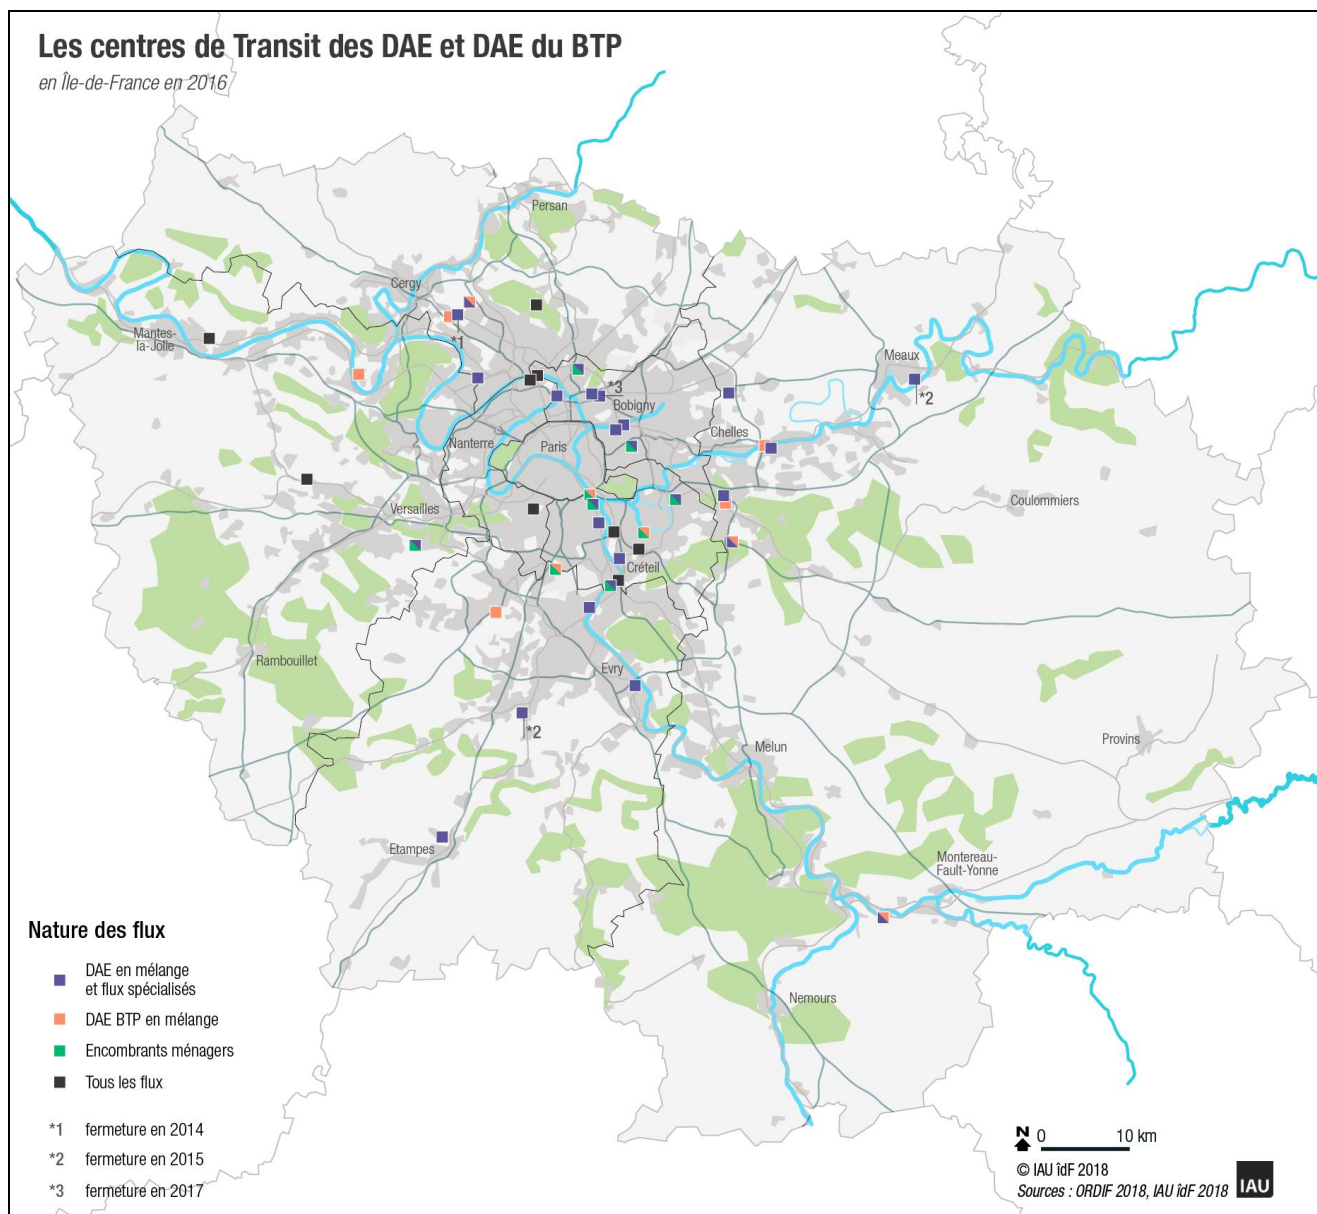 Les centres de Transit des DAE et DAE du BTP
en Île-de-France en 2016
Persan
Cergy
Mantes-
la-Jolie
*1
Meaux
*2
*3
Bobigny
Chelles
Nanterre
Paris
Coulommiers
Versailles
Créteil
Rambouillet
Evry
*2
Melun
Provins
Etampes
Montereau-
Fault-Yonne
Nemours
Nature des flux
DAE en mélange
et flux spécialisés
DAE BTP en mélange
Encombrants ménagers
Tous les flux
*1 fermeture en 2014
*2 fermeture en 2015
*3 fermeture en 2017
N 0 10 km
© IAU îdF 2018
Sources : ORDIF 2018, IAU îdF 2018
IAU